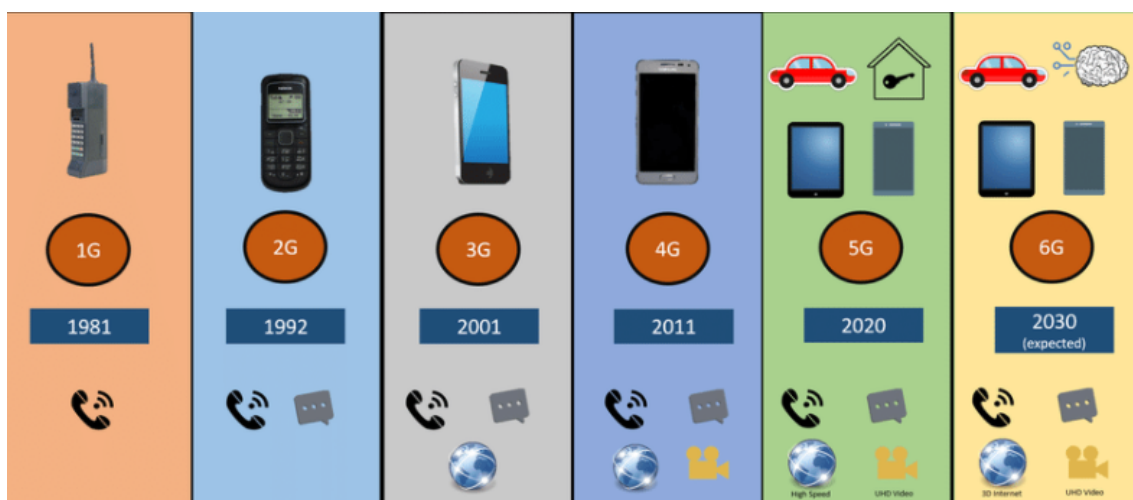 1G
1981
2G
1992
3G
2001
4G
2011
5G
2020
High Speed
UHD Video
6G
2030
(expected)
3D Internet
UHD Video